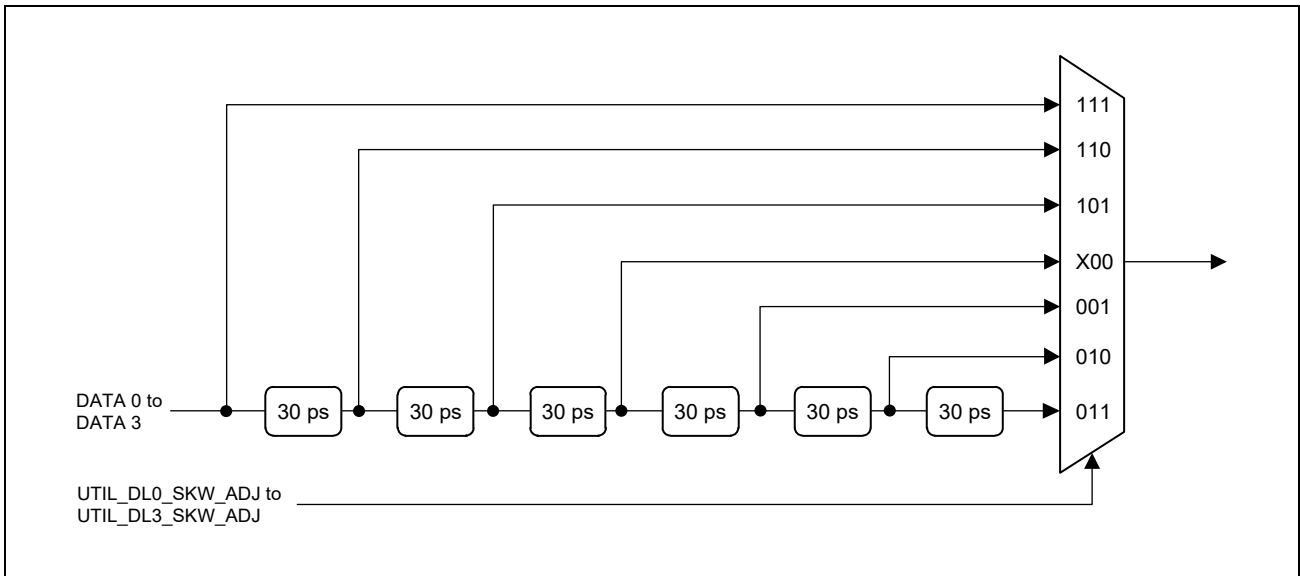 111
110
101
X00
001
010
DATA 0 to
DATA 3
30 ps
30 ps
30 ps
30 ps
30 ps
30 ps
011
UTIL_DL0_SKW_ADJ to
UTIL_DL3_SKW_ADJ